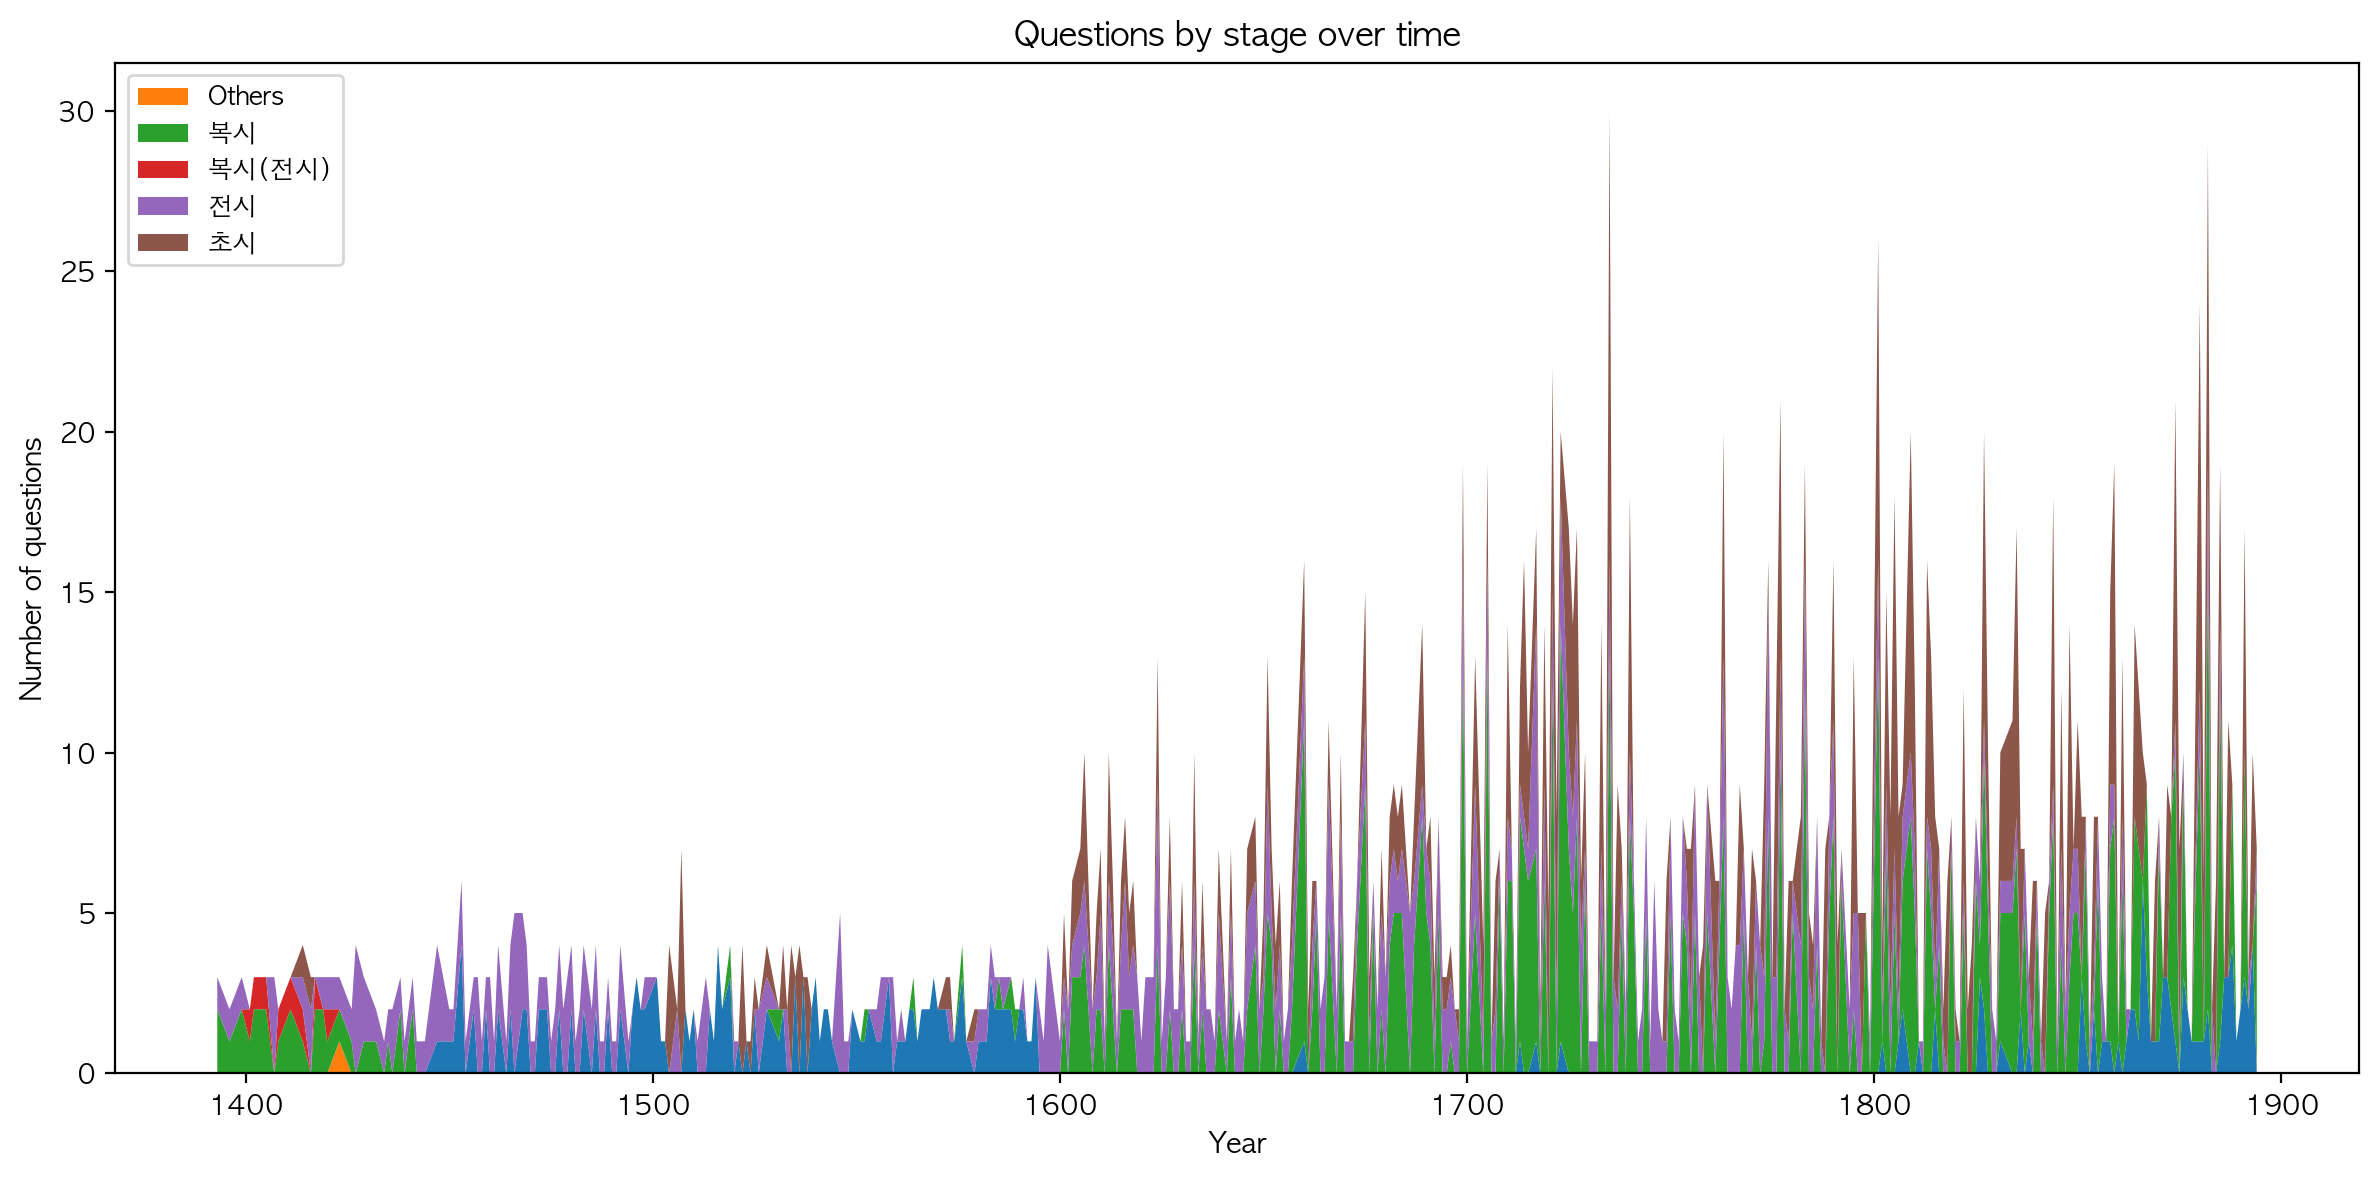 Questions by stage over time
Others
복시
복시(전시)
전시
초시
Number of questions
30
25
20
15
10
5
0
1400 1500 1600 1700 1800 1900
Year